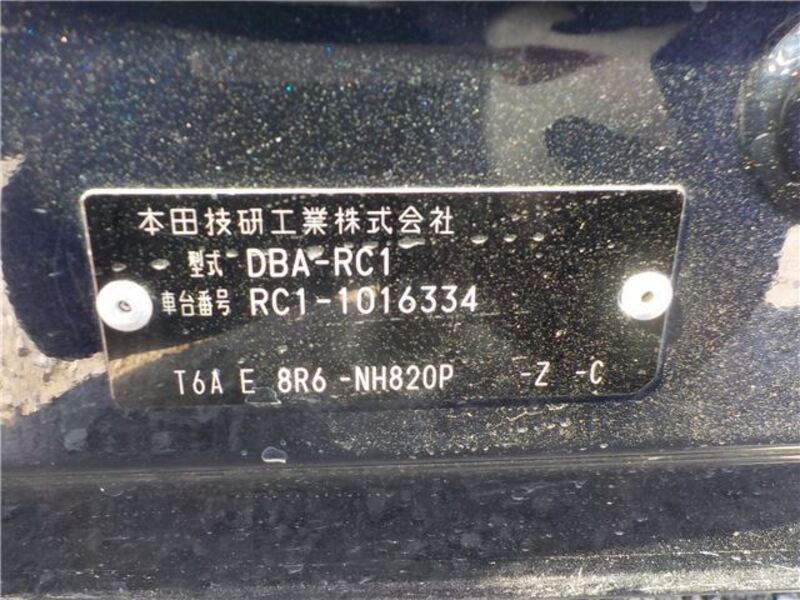 本田技研工業株式会社
型式 DBA-RC1
車台番号 RC1-1016334
T6A E 8R6 -NH820P -Z -C